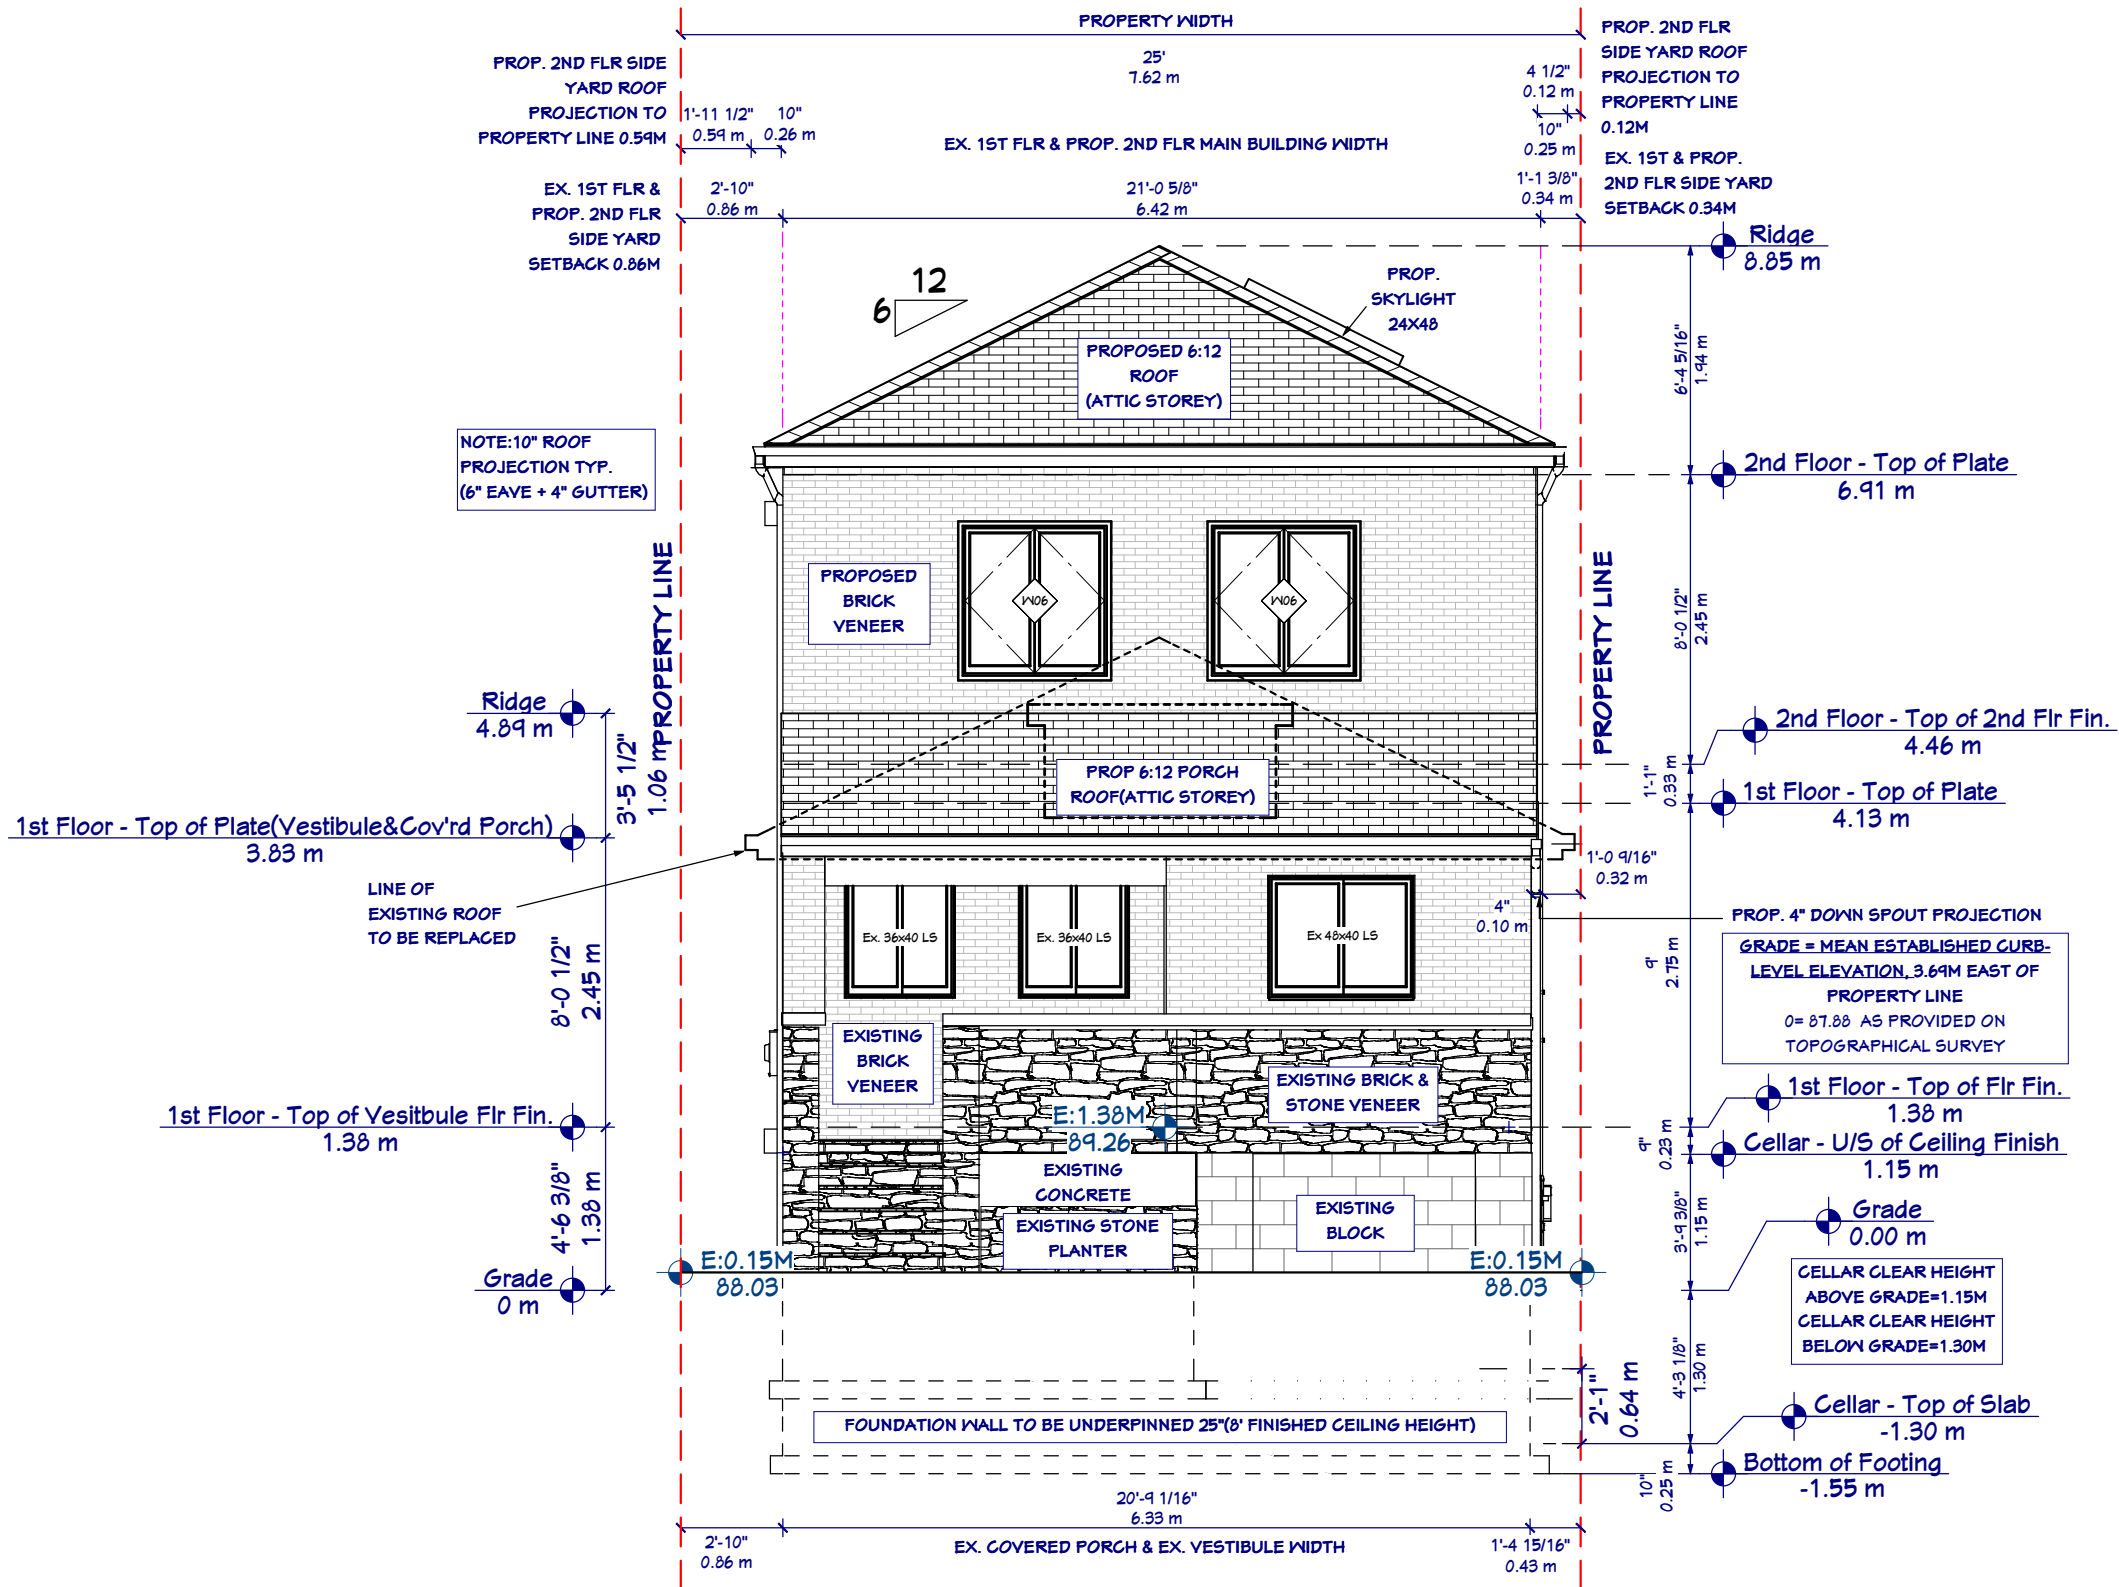 PROPERTY WIDTH
25'
7.62 m
PROP. 2ND FLR SIDE
YARD ROOF
PROJECTION TO
PROPERTY LINE 0.59M
1'-11 1/2"
0.59 m
10"
0.26 m
EX. 1ST FLR & PROP. 2ND FLR MAIN BUILDING WIDTH
4 1/2"
0.12 m
10"
0.25 m
PROP. 2ND FLR
SIDE YARD ROOF
PROJECTION TO
PROPERTY LINE
0.12M
EX. 1ST FLR &
PROP. 2ND FLR
SIDE YARD
SETBACK 0.86M
2'-10"
0.86 m
21'-0 5/8"
6.42 m
1'-1 3/8"
0.34 m
EX. 1ST & PROP.
2ND FLR SIDE YARD
SETBACK 0.34M
Ridge
8.85 m
12
6
PROP.
SKYLIGHT
24X48
PROPOSED 6:12
ROOF
(ATTIC STOREY)
6'-4 5/16"
1.94 m
NOTE:10" ROOF
PROJECTION TYP.
(6" EAVE + 4" GUTTER)
2nd Floor - Top of Plate
6.91 m
PROPOSED
BRICK
VENEER
W06
W06
PROPERTY LINE
PROPERTY LINE
8'-0 1/2"
2.45 m
Ridge
4.89 m
3'-5 1/2"
1.06 m
2nd Floor - Top of 2nd Flr Fin.
4.46 m
1'-1"
0.33 m
PROP 6:12 PORCH
ROOF(ATTIC STOREY)
1st Floor - Top of Plate
4.13 m
1st Floor - Top of Plate(Vestibule&Cov'rd Porch)
3.83 m
LINE OF
EXISTING ROOF
TO BE REPLACED
1'-0 9/16"
0.32 m
4"
0.10 m
Ex. 36x40 LS
Ex. 36x40 LS
Ex 48x40 LS
PROP. 4" DOWN SPOUT PROJECTION
8'-0 1/2"
2.45 m
9'
2.75 m
GRADE = MEAN ESTABLISHED CURB-
LEVEL ELEVATION, 3.69M EAST OF
PROPERTY LINE
0= 87.88 AS PROVIDED ON
TOPOGRAPHICAL SURVEY
EXISTING
BRICK
VENEER
EXISTING BRICK &
STONE VENEER
E:1.38M
89.26
1st Floor - Top of Vesitbule Flr Fin.
1.38 m
1st Floor - Top of Flr Fin.
1.38 m
9"
0.23 m
Cellar - U/S of Ceiling Finish
1.15 m
4'-6 3/8"
1.38 m
EXISTING
CONCRETE
EXISTING STONE
PLANTER
EXISTING
BLOCK
3'-9 3/8"
1.15 m
Grade
0.00 m
E:0.15M
88.03
E:0.15M
88.03
Grade
0 m
CELLAR CLEAR HEIGHT
ABOVE GRADE=1.15M
CELLAR CLEAR HEIGHT
BELOW GRADE=1.30M
4'-3 1/8"
1.30 m
2'-1"
0.64 m
FOUNDATION WALL TO BE UNDERPINNED 25"(8' FINISHED CEILING HEIGHT)
Cellar - Top of Slab
-1.30 m
Bottom of Footing
-1.55 m
10"
0.25 m
20'-9 1/16"
6.33 m
2'-10"
0.86 m
EX. COVERED PORCH & EX. VESTIBULE WIDTH
1'-4 15/16"
0.43 m